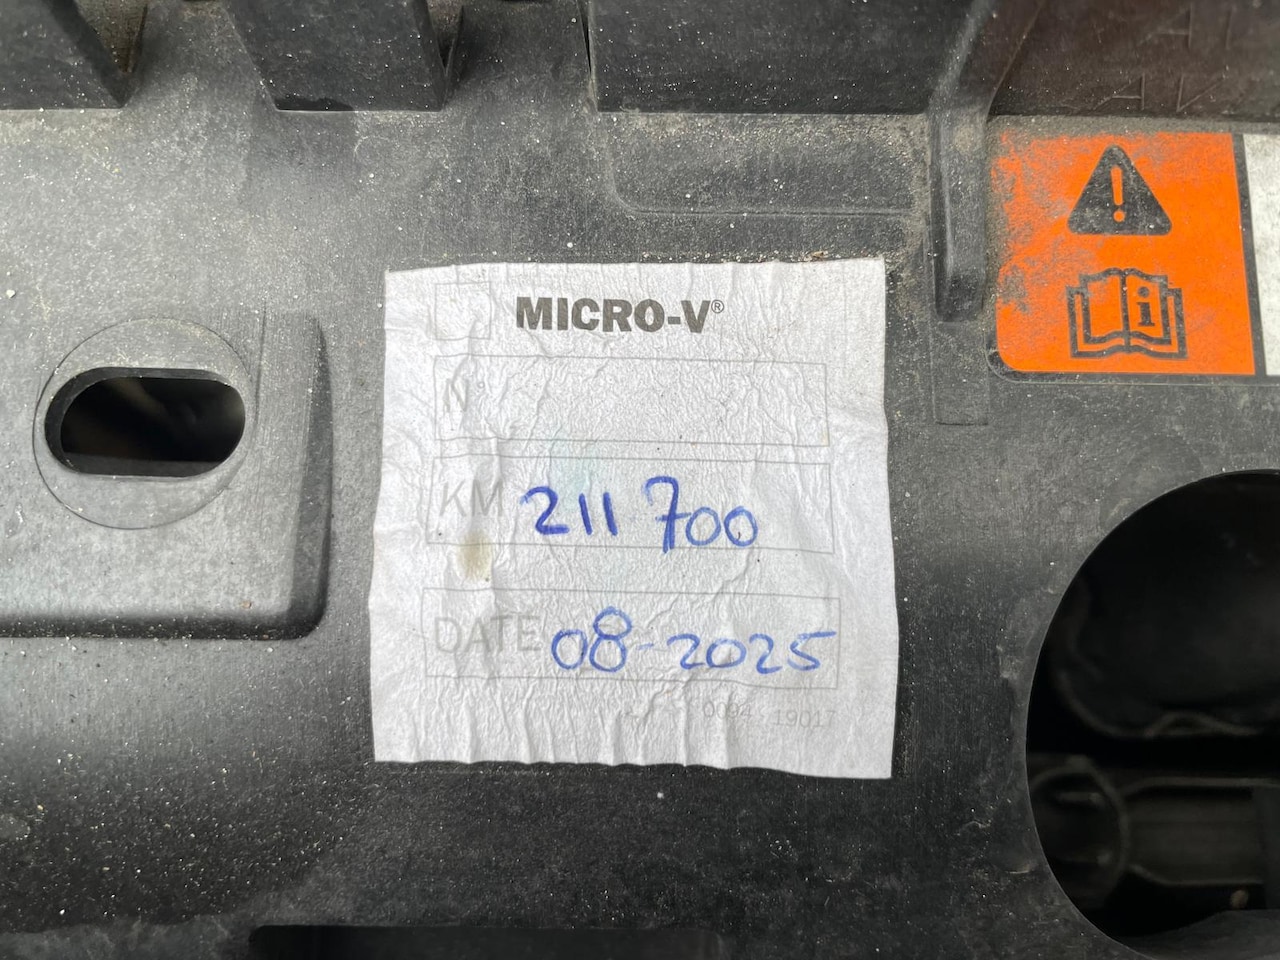 MICRO-V®
N°
KM 211 700
DATE 08-2025
0094 - 19017